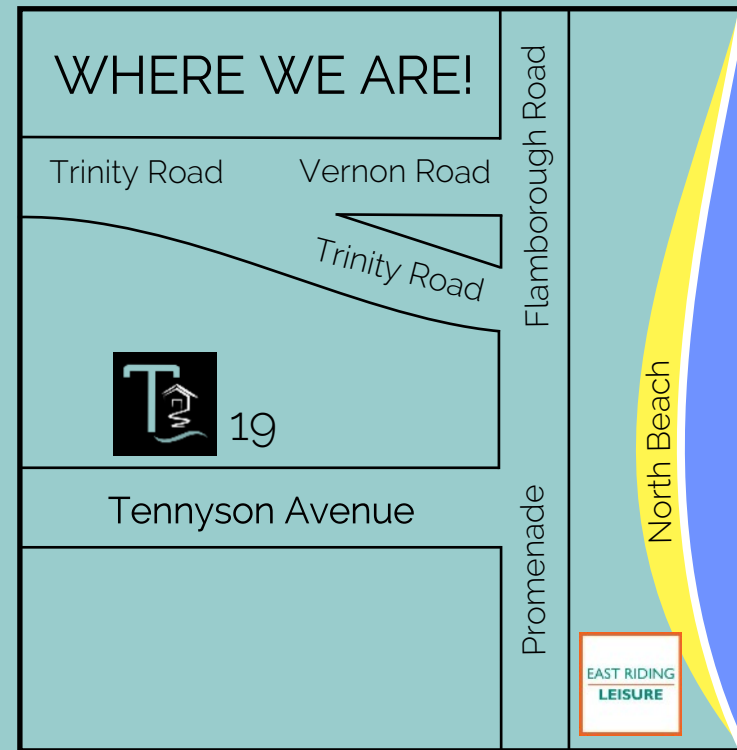 WHERE WE ARE!
Trinity Road
Vernon Road
Flamborough Road
Trinity Road
T
19
North Beach
Tennyson Avenue
Promenade
EAST RIDING
LEISURE